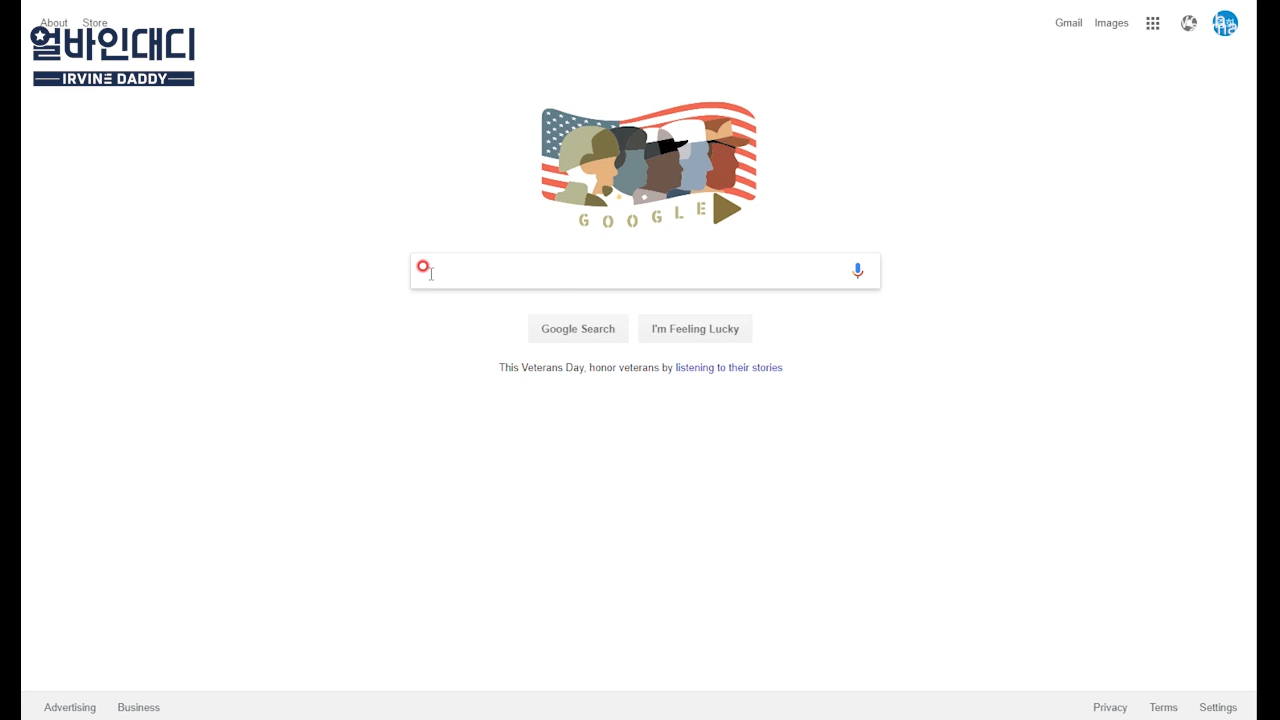 About Store
Gmail Images
얼바인대디
IRVINE DADDY
GOOGLE
Google Search I'm Feeling Lucky
This Veterans Day, honor veterans by listening to their stories
Advertising Business
Privacy Terms Settings